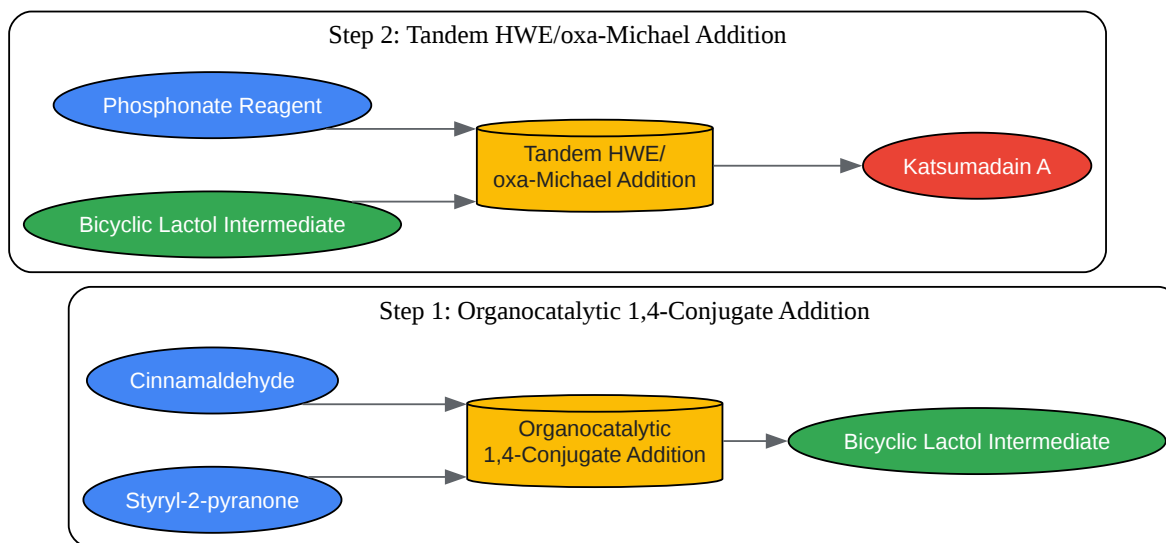 Step 2: Tandem HWE/oxa-Michael Addition
Phosphonate Reagent
Tandem HWE/
oxa-Michael Addition
Katsumadain A
Bicyclic Lactol Intermediate
Step 1: Organocatalytic 1,4-Conjugate Addition
Cinnamaldehyde
Organocatalytic
1,4-Conjugate Addition
Bicyclic Lactol Intermediate
Styryl-2-pyranone